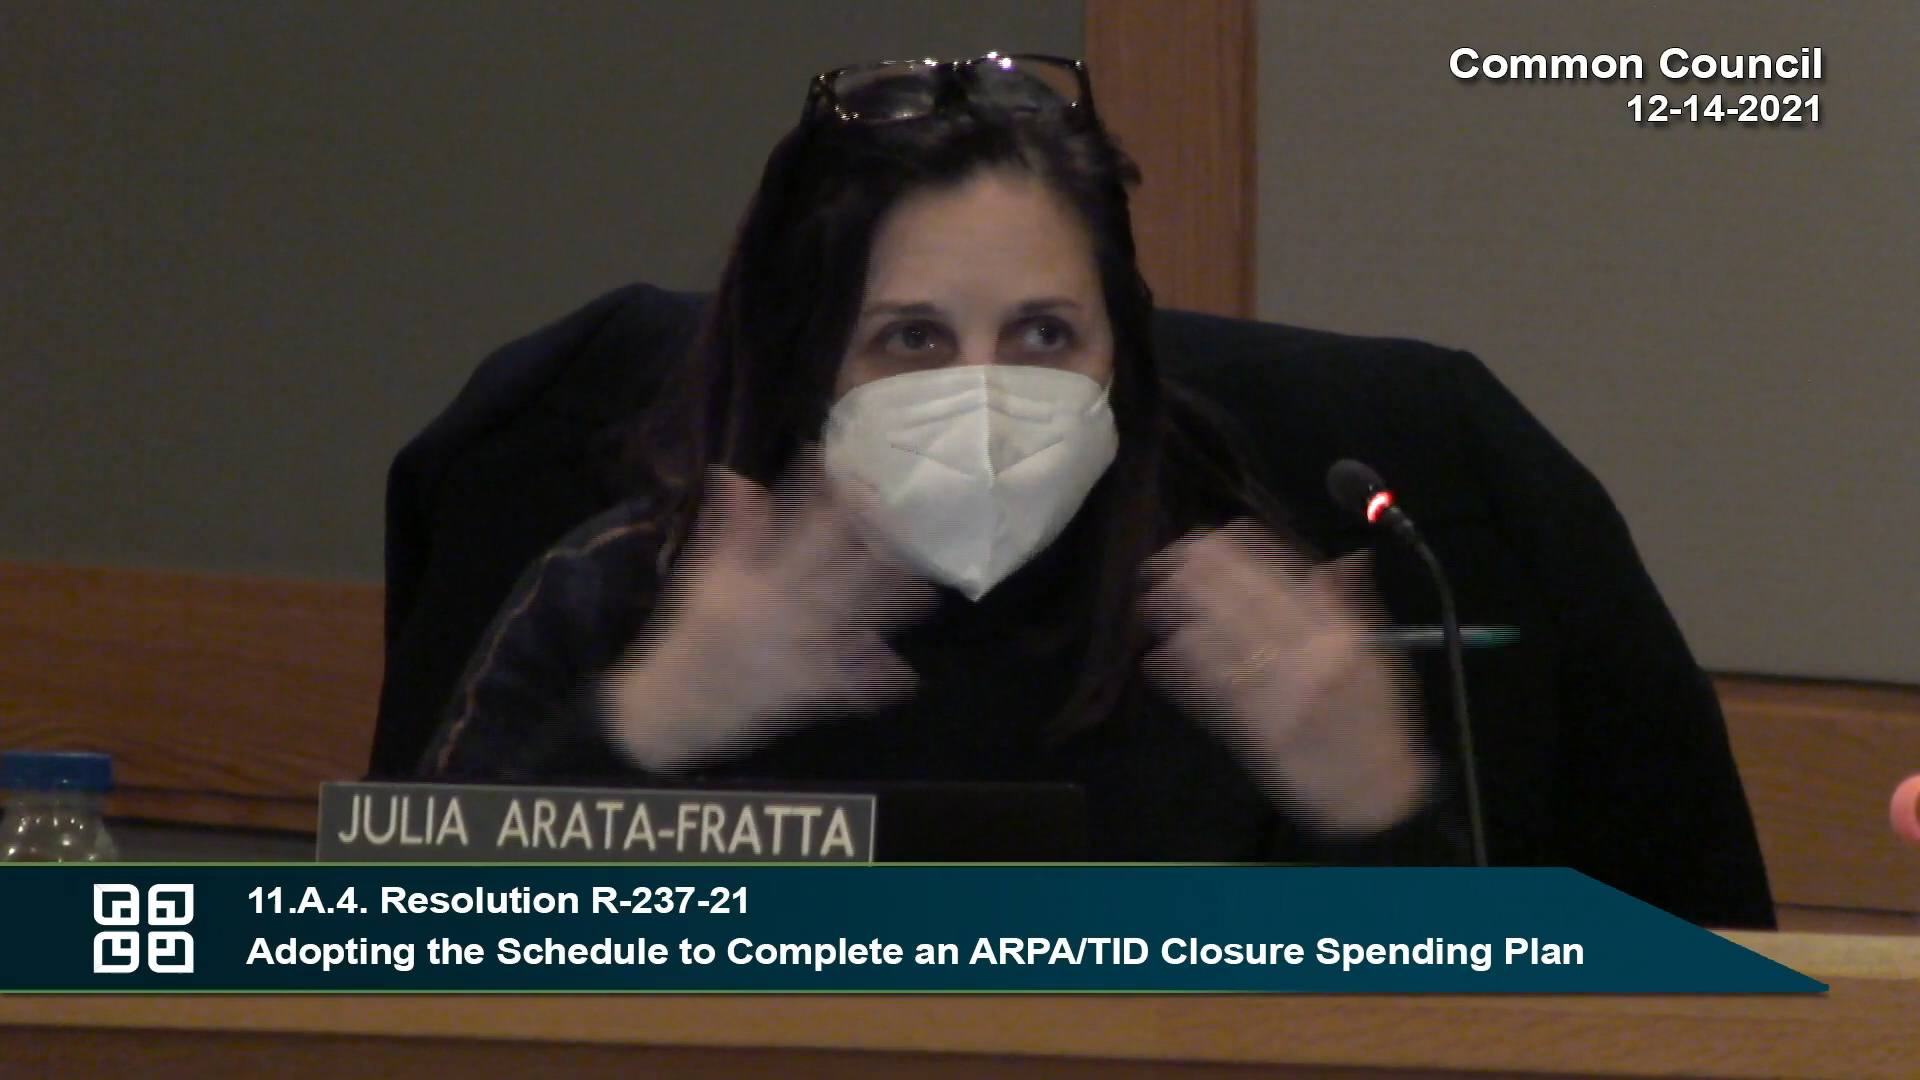 Common Council
12-14-2021
JULIA ARATA-FRATTA
11.A.4. Resolution R-237-21
Adopting the Schedule to Complete an ARPA/TID Closure Spending Plan